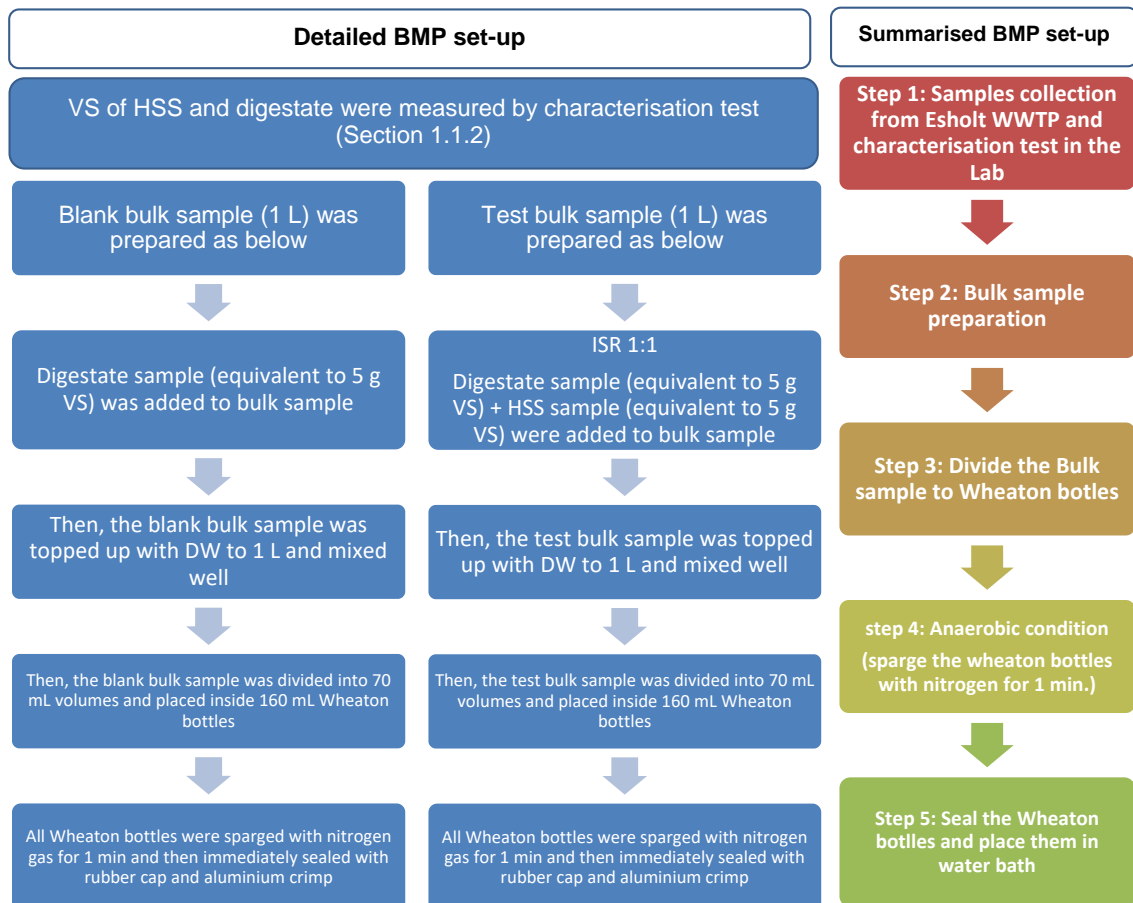 Detailed BMP set-up
VS of HSS and digestate were measured by characterisation test
(Section 1.1.2)
Blank bulk sample (1 L) was
prepared as below
Digestate sample (equivalent to 5 g
VS) was added to bulk sample
Then, the blank bulk sample was
topped up with DW to 1 L and mixed
well
Then, the blank bulk sample was divided into 70
mL volumes and placed inside 160 mL Wheaton
bottles
All Wheaton bottles were sparged with nitrogen
gas for 1 min and then immediately sealed with
rubber cap and aluminium crimp
Test bulk sample (1 L) was
prepared as below
ISR 1:1
Digestate sample (equivalent to 5 g
VS) + HSS sample (equivalent to 5 g
VS) were added to bulk sample
Then, the test bulk sample was topped
up with DW to 1 L and mixed well
Then, the test bulk sample was divided into 70
mL volumes and placed inside 160 mL Wheaton
bottles
All Wheaton bottles were sparged with nitrogen
gas for 1 min and then immediately sealed with
rubber cap and aluminium crimp
Summarised BMP set-up
Step 1: Samples collection
from Esholt WWTP and
characterisation test in the
Lab
Step 2: Bulk sample
preparation
Step 3: Divide the Bulk
sample to Wheaton botles
step 4: Anaerobic condition
(sparge the wheaton bottles
with nitrogen for 1 min.)
Step 5: Seal the Wheaton
botlles and place them in
water bath